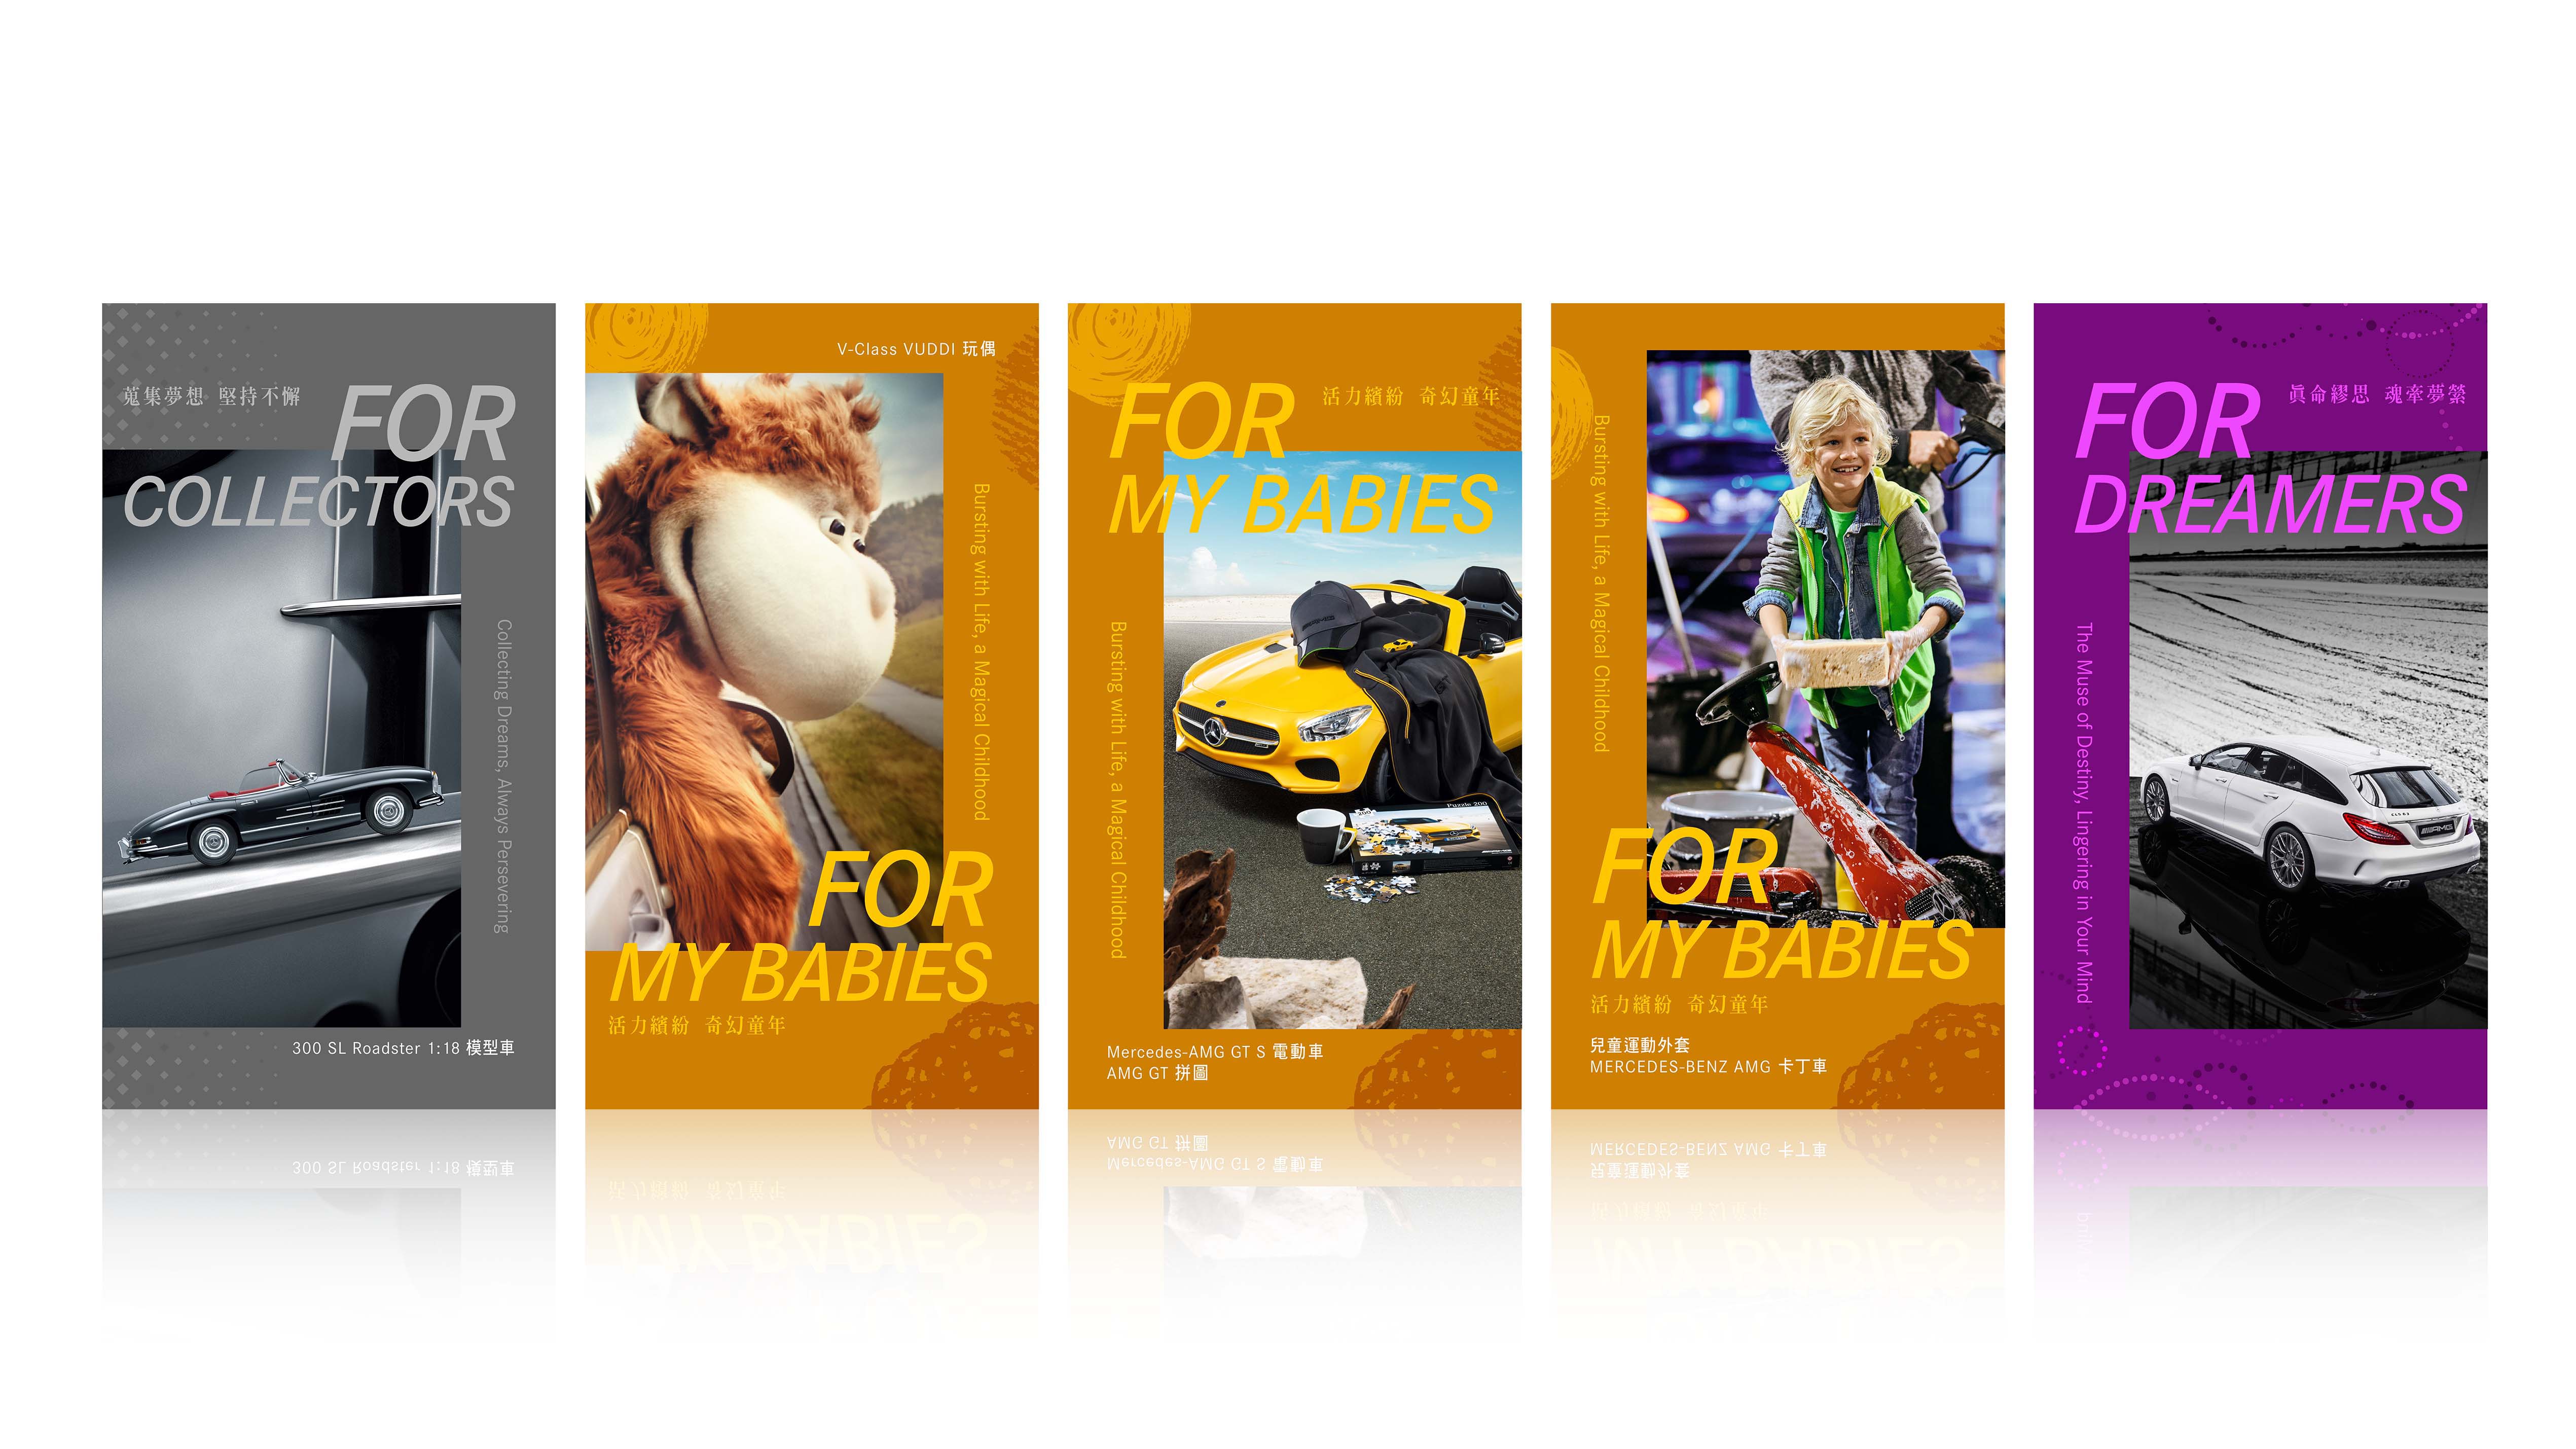 蒐集夢想 堅持不懈
FOR
COLLECTORS
Collecting Dreams, Always Persevering
300 SL Roadster 1:18 模型車
V-Class VUDDI 玩偶
Bursting with Life, a Magical Childhood
FOR
MY BABIES
活力繽紛 奇幻童年
FOR
活力繽紛 奇幻童年
MY BABIES
Bursting with Life, a Magical Childhood
Puzzle 200
Mercedes-AMG GT S 電動車
AMG GT 拼圖
Bursting with Life, a Magical Childhood
FOR
MY BABIES
活力繽紛 奇幻童年
兒童運動外套
MERCEDES-BENZ AMG 卡丁車
FOR
眞命繆思 魂牽夢縈
DREAMERS
The Muse of Destiny, Lingering in Your Mind
AMG